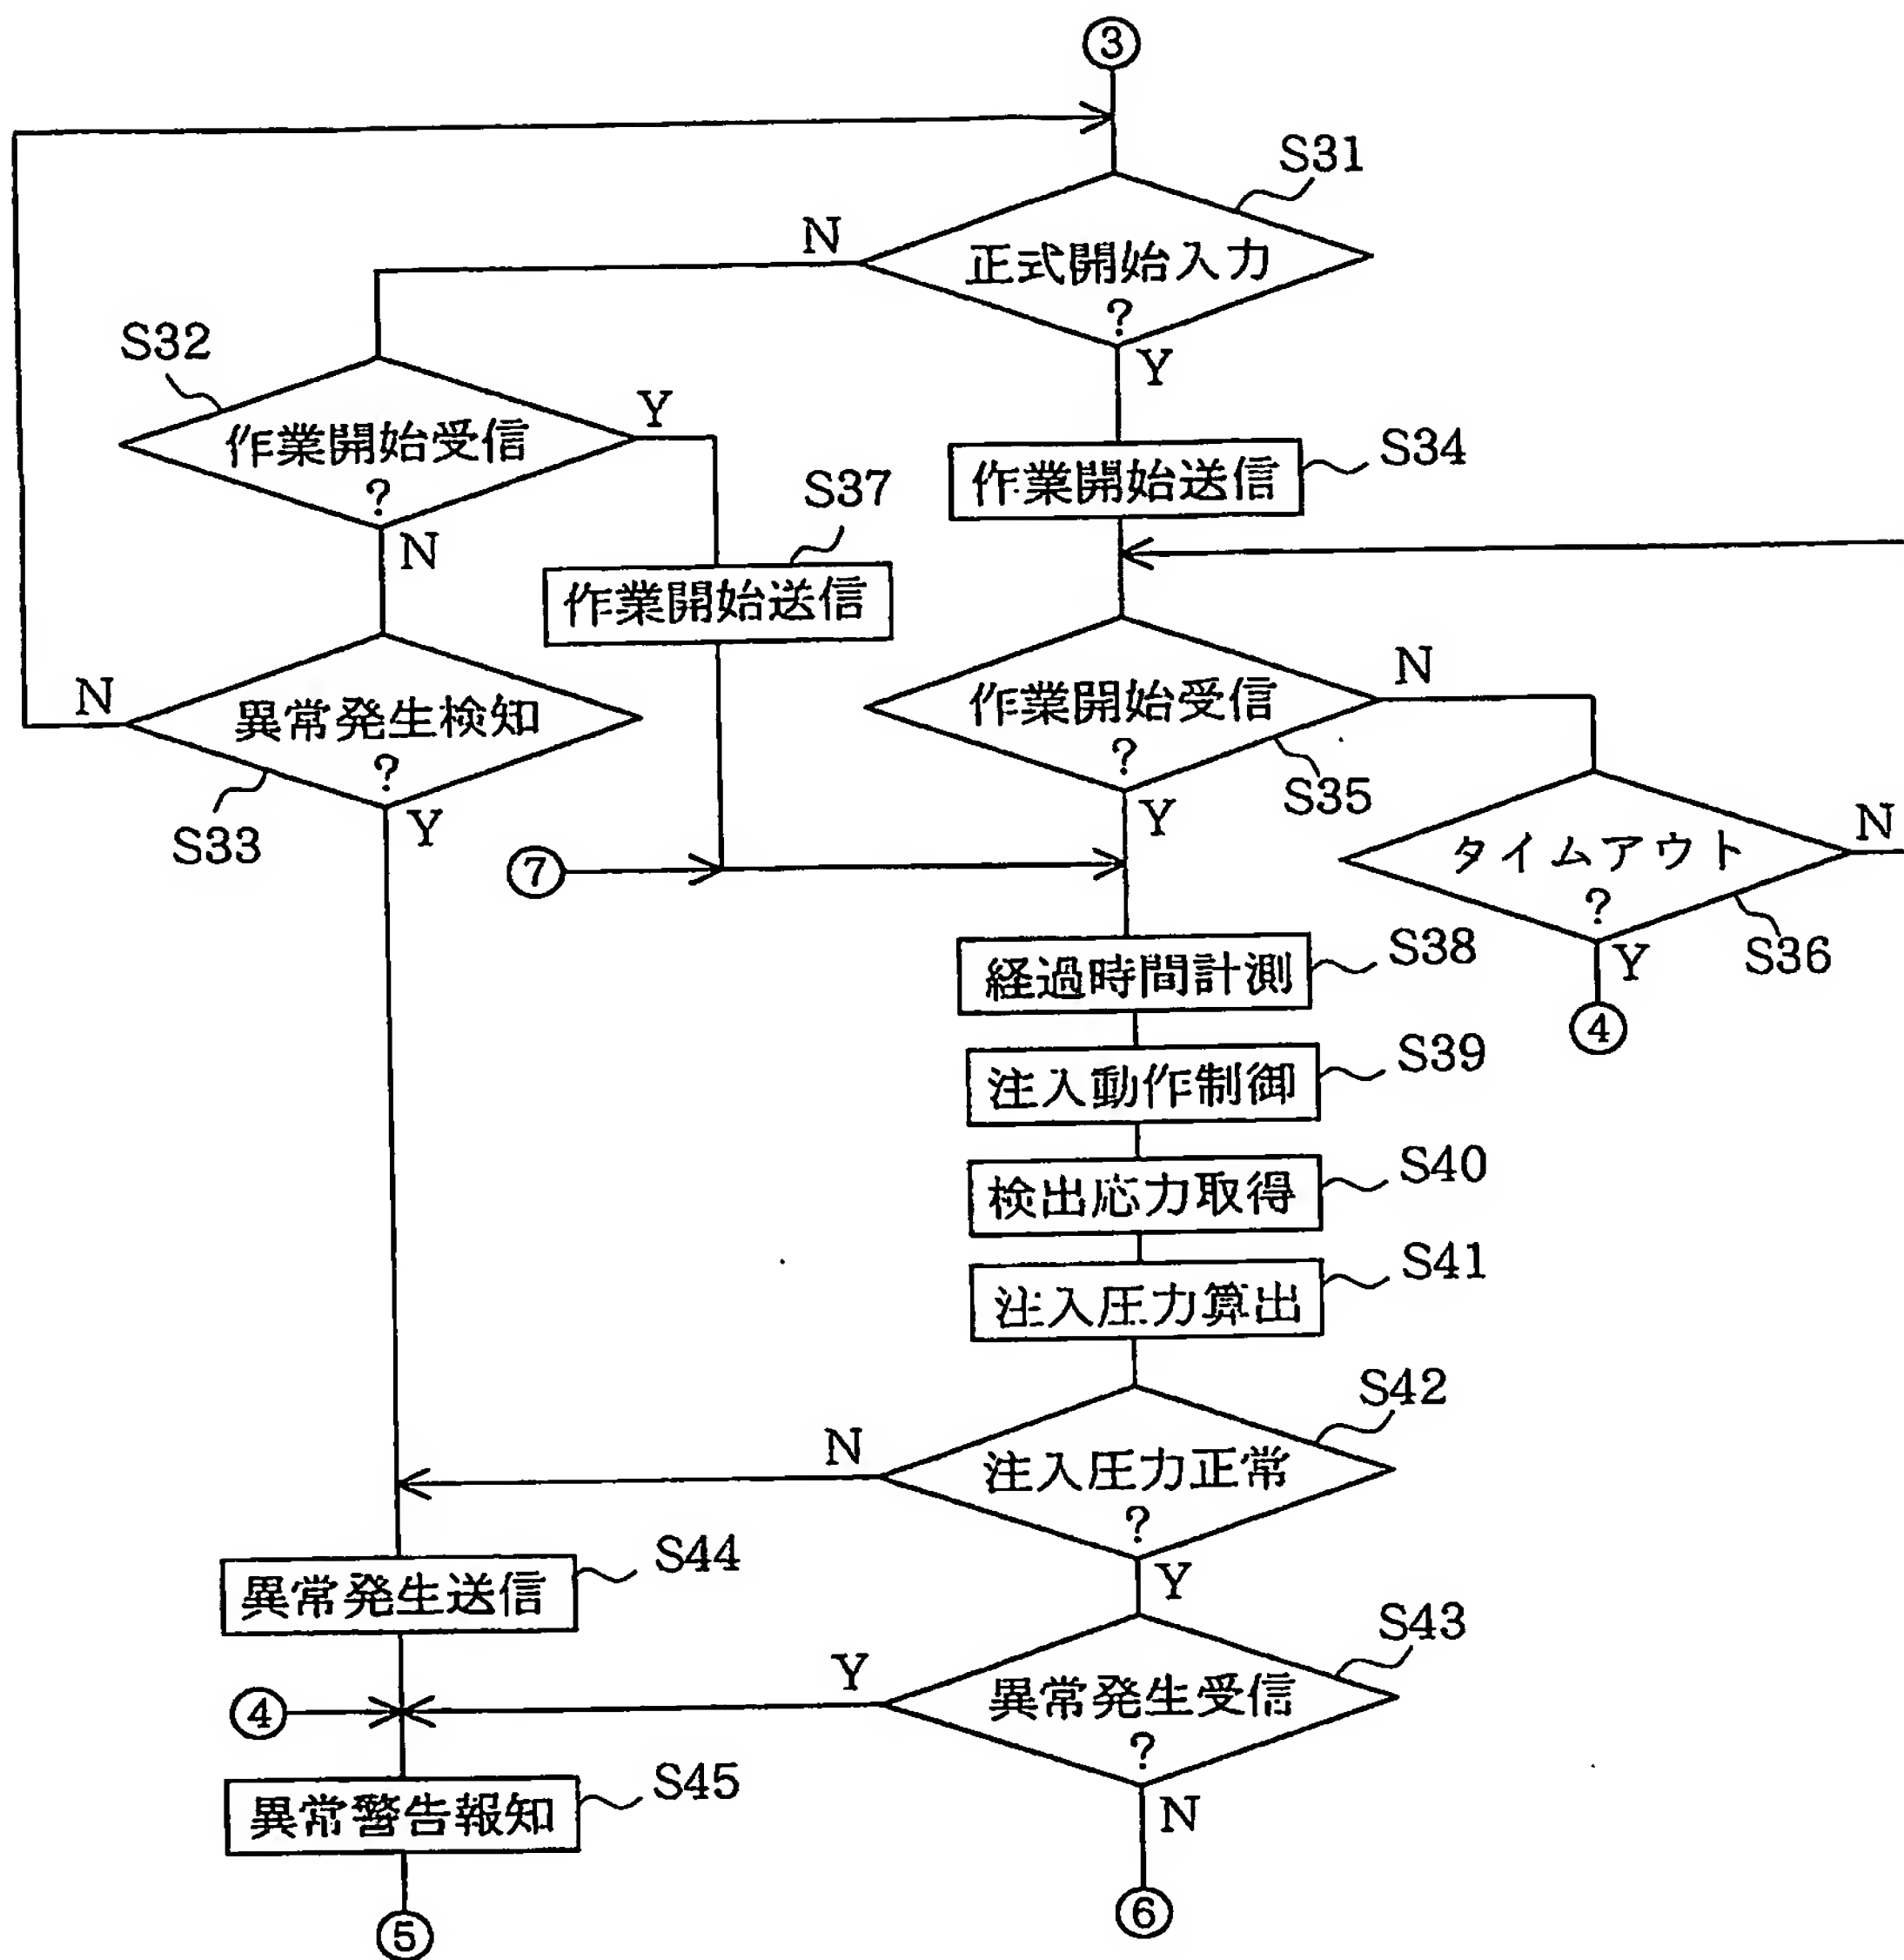 ③
S31
N
正式開始入力
?
Y
S32
作業開始受信
?
Y
N
S34
作業開始送信
S37
作業開始送信
N
異常発生検知
?
S33
Y
作業開始受信
?
N
S35
Y
⑦
タイムアウト
?
N
S36
Y
④
S38
経過時間計測
S39
注入動作制御
S40
検出応力取得
S41
注入圧力算出
S42
N
注入圧力正常
?
Y
S44
異常発生送信
S43
Y
異常発生受信
?
N
④
S45
異常警告報知
⑤
⑥